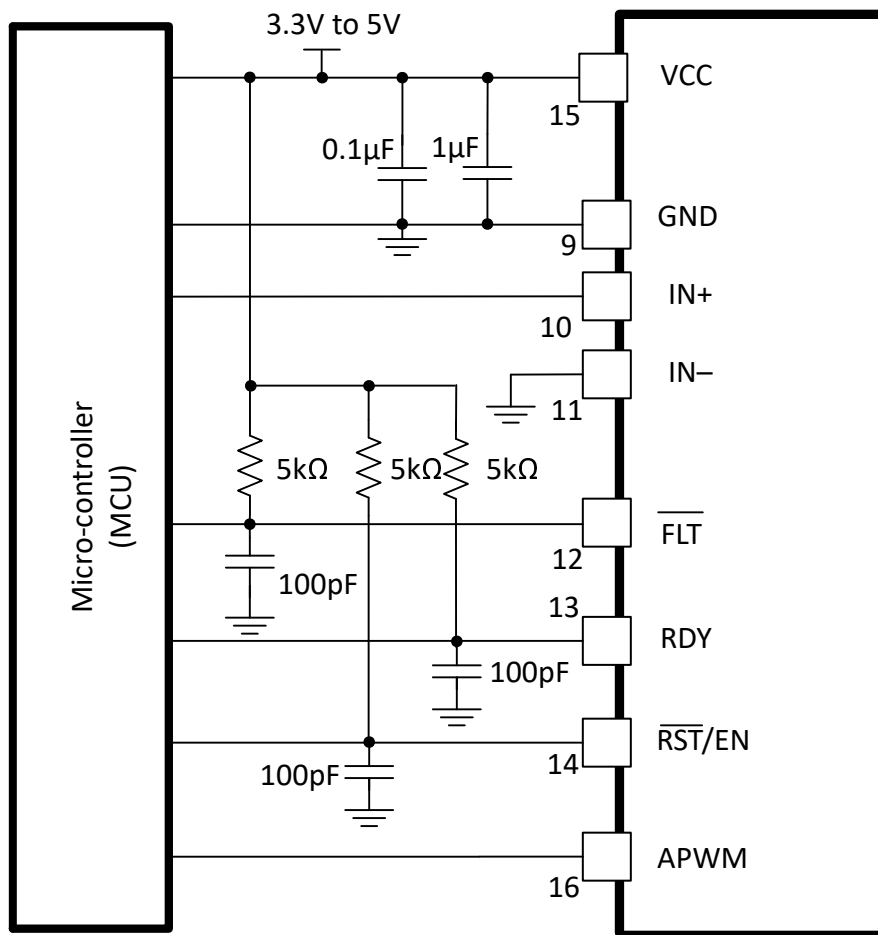 3.3V to 5V
VCC
15
0.1µF
1µF
GND
9
IN+
10
IN–
11
Micro-controller
(MCU)
5kΩ
5kΩ
5kΩ
FLT
12
100pF
13
RDY
100pF
RST/EN
14
100pF
APWM
16